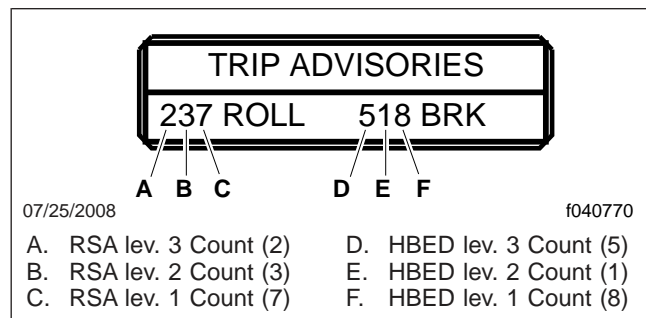 TRIP ADVISORIES
237 ROLL 518 BRK
A B C D E F
07/25/2008 f040770
A. RSA lev. 3 Count (2) D. HBED lev. 3 Count (5)
B. RSA lev. 2 Count (3) E. HBED lev. 2 Count (1)
C. RSA lev. 1 Count (7) F. HBED lev. 1 Count (8)